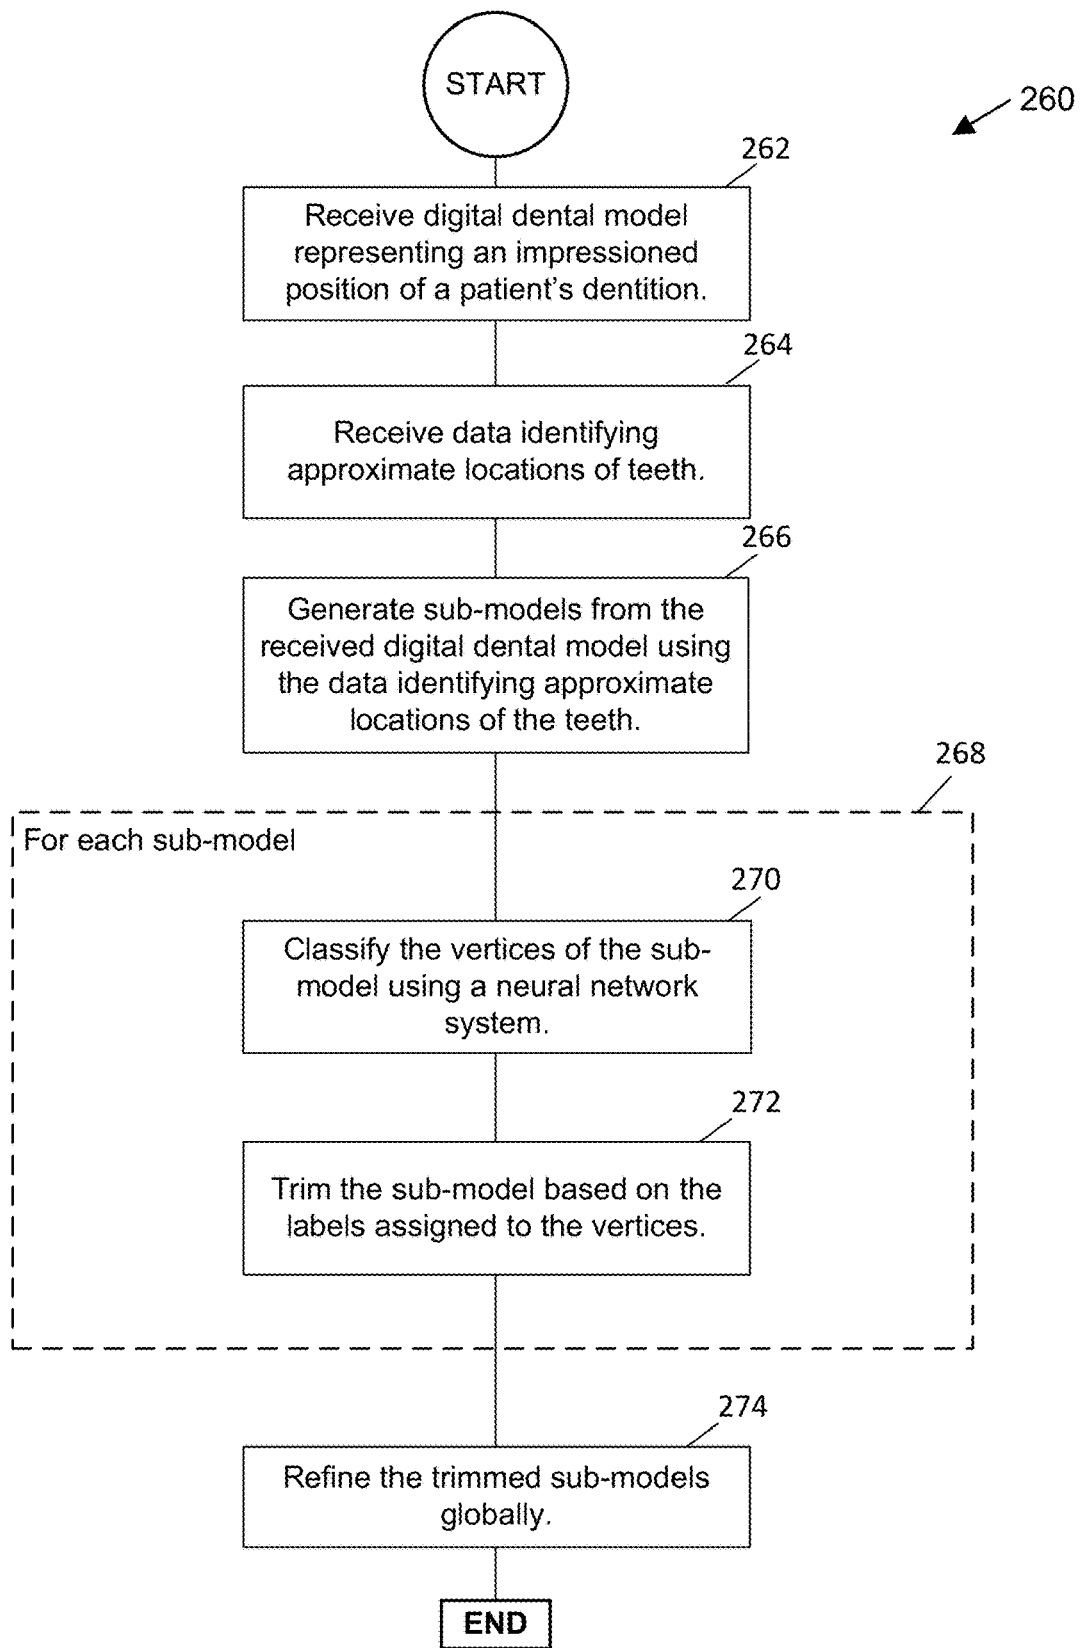 START
260
262
Receive digital dental model
representing an impressioned
position of a patient's dentition.
264
Receive data identifying
approximate locations of teeth.
266
Generate sub-models from the
received digital dental model using
the data identifying approximate
locations of the teeth.
268
For each sub-model
270
Classify the vertices of the sub-
model using a neural network
system.
272
Trim the sub-model based on the
labels assigned to the vertices.
274
Refine the trimmed sub-models
globally.
END